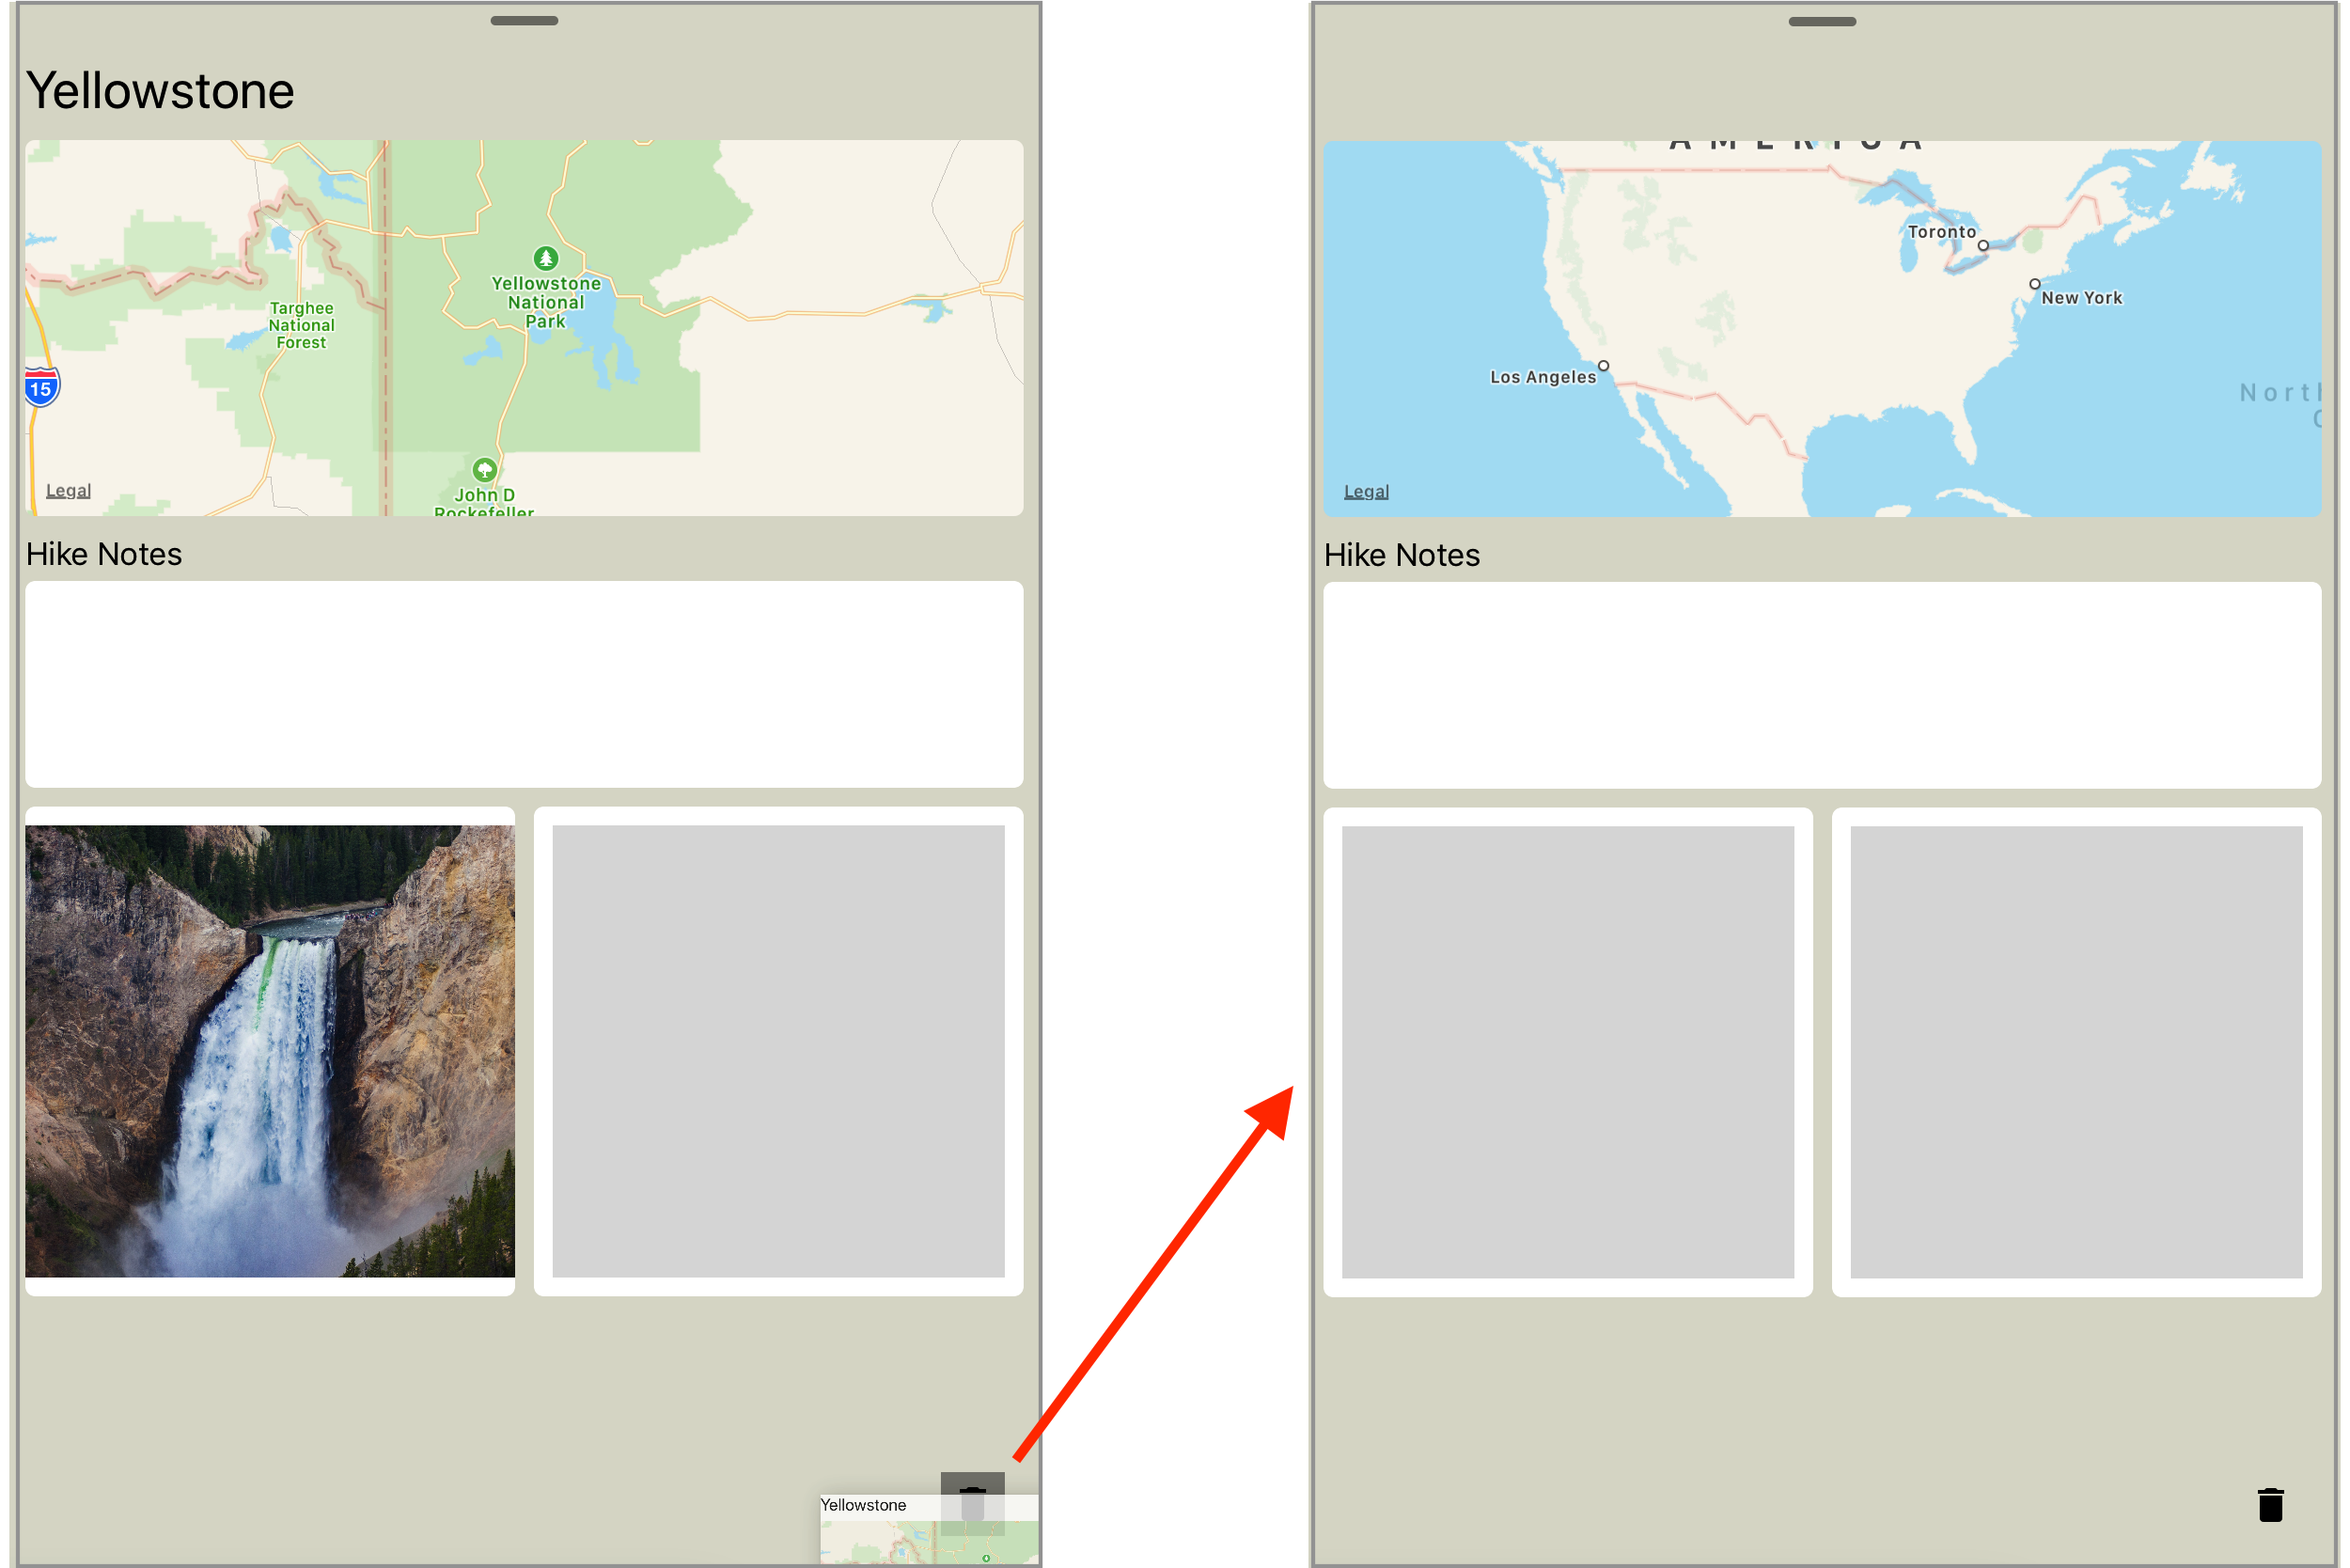 Yellowstone
Yellowstone
National
Park
Targhee
National
Forest
15
Legal
John D
Rockefeller
Hike Notes
Yellowstone
AMERICA
Toronto
New York
Los Angeles
North
Legal
Hike Notes